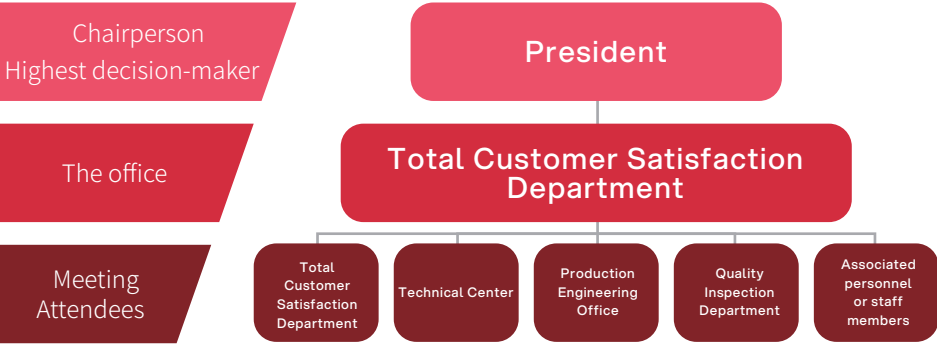 Chairperson
Highest decision-maker
President
The office
Total Customer Satisfaction
Department
Meeting
Attendees
Total
Customer
Satisfaction
Department
Technical Center
Production
Engineering
Office
Quality
Inspection
Department
Associated
personnel
or staff
members